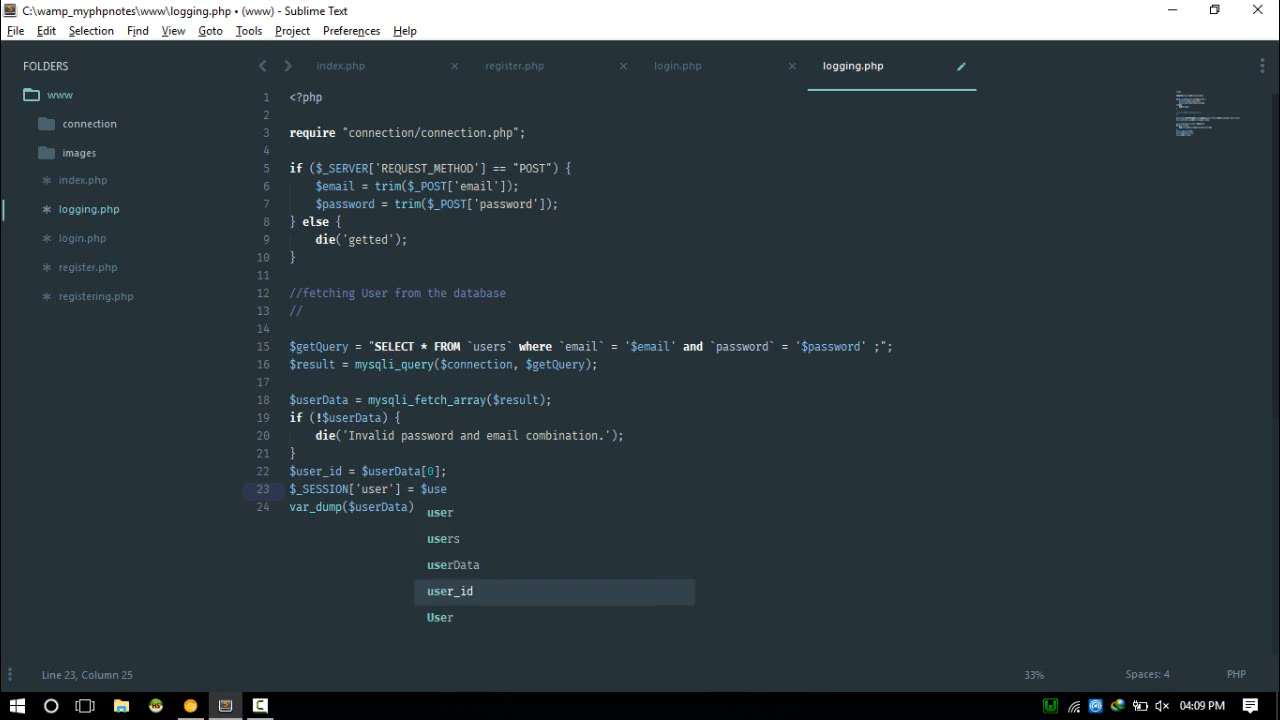 C:\wamp_myphpnotes\www\logging.php • (www) - Sublime Text
File Edit Selection Find View Goto Tools Project Preferences Help
FOLDERS
www
connection
images
index.php
logging.php
login.php
register.php
registering.php
index.php register.php login.php logging.php
1 <?php
2
3 require "connection/connection.php";
4
5 if ($_SERVER['REQUEST_METHOD'] == "POST") {
6 $email = trim($_POST['email']);
7 $password = trim($_POST['password']);
8 } else {
9 die('getted');
10 }
11
12 //fetching User from the database
13 //
14
15 $getQuery = "SELECT * FROM `users` where `email` = '$email' and `password` = '$password' ;";
16 $result = mysqli_query($connection, $getQuery);
17
18 $userData = mysqli_fetch_array($result);
19 if (!$userData) {
20 die('Invalid password and email combination.');
21 }
22 $user_id = $userData[0];
23 $_SESSION['user'] = $use
24 var_dump($userData)
user
users
userData
user_id
User
Line 23, Column 25 33% Spaces: 4 PHP
04:09 PM